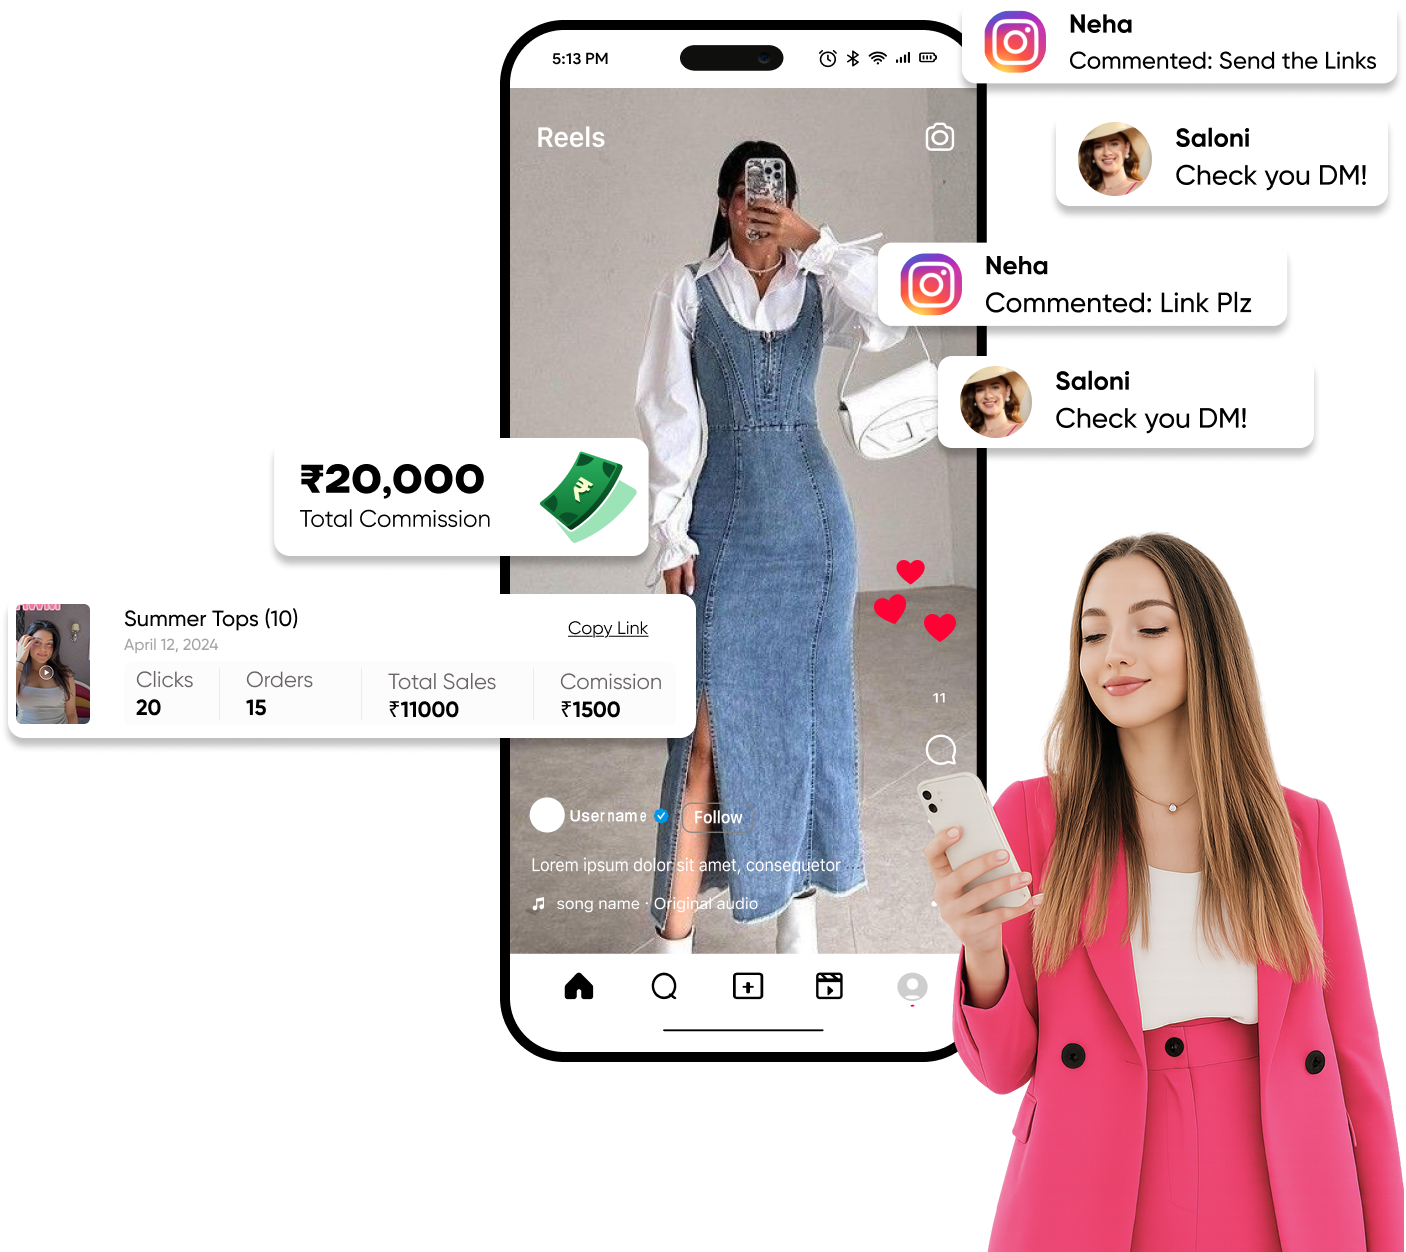 5:13 PM
Reels
Neha
Commented: Send the Links
Saloni
Check you DM!
Neha
Commented: Link Plz
Saloni
Check you DM!
₹20,000
Total Commission
Summer Tops (10)
April 12, 2024
Copy Link
Clicks
20
Orders
15
Total Sales
₹11000
Comission
₹1500
11
Username
Follow
Lorem ipsum dolor sit amet, consequetor
song name · Original audio